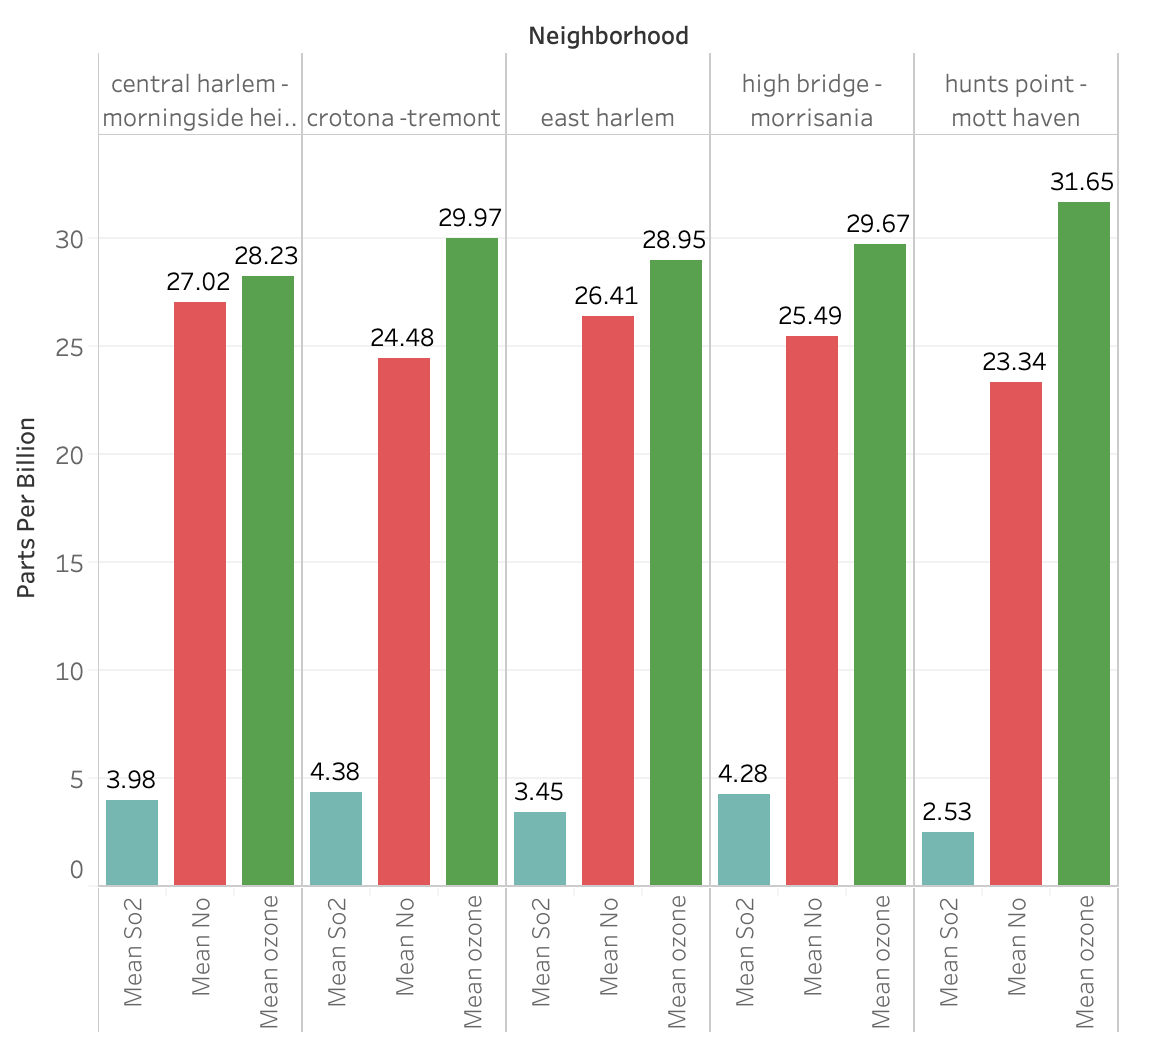 Neighborhood
central harlem -
morningside hei..
crotona -tremont
east harlem
high bridge -
morrisania
hunts point -
mott haven
Parts Per Billion
30
25
20
15
10
5
0
3.98
27.02
28.23
4.38
24.48
29.97
3.45
26.41
28.95
4.28
25.49
29.67
2.53
23.34
31.65
Mean So2
Mean No
Mean ozone
Mean So2
Mean No
Mean ozone
Mean So2
Mean No
Mean ozone
Mean So2
Mean No
Mean ozone
Mean So2
Mean No
Mean ozone